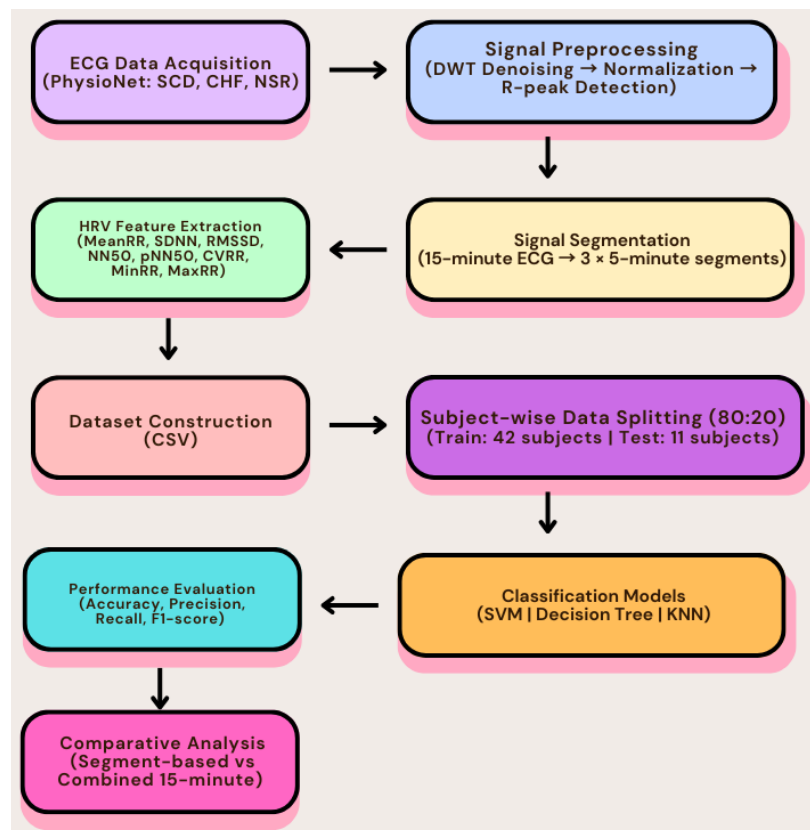 ECG Data Acquisition
(PhysioNet: SCD, CHF, NSR)
Signal Preprocessing
(DWT Denoising → Normalization →
R-peak Detection)
Signal Segmentation
(15-minute ECG → 3 × 5-minute segments)
HRV Feature Extraction
(MeanRR, SDNN, RMSSD,
NN50, pNN50, CVRR,
MinRR, MaxRR)
Dataset Construction
(CSV)
Subject-wise Data Splitting (80:20)
(Train: 42 subjects | Test: 11 subjects)
Classification Models
(SVM | Decision Tree | KNN)
Performance Evaluation
(Accuracy, Precision,
Recall, F1-score)
Comparative Analysis
(Segment-based vs
Combined 15-minute)